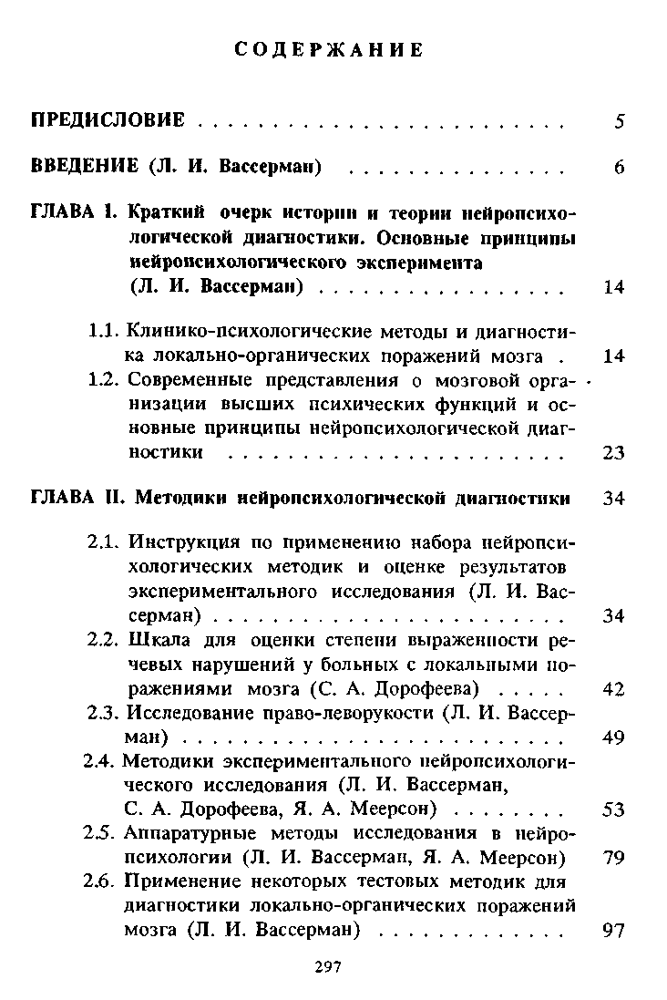 СОДЕРЖАНИЕ
ПРЕДИСЛОВИЕ . . . . . . . . . . . . . . . . . . . . . . . . . 5
ВВЕДЕНИЕ (Л. И. Вассерман) . . . . . . . . . . . . . . . 6
ГЛАВА I. Краткий очерк истории и теории нейропсихо-
логической диагностики. Основные принципы
нейропсихологического эксперимента
(Л. И. Вассерман) . . . . . . . . . . . . . . . . . 14
1.1. Клинико-психологические методы и диагности-
ка локально-органических поражений мозга . 14
1.2. Современные представления о мозговой орга-
низации высших психических функций и ос-
новные принципы нейропсихологической диаг-
ностики . . . . . . . . . . . . . . . . . . . . . . . 23
ГЛАВА II. Методики нейропсихологической диагностики 34
2.1. Инструкция по применению набора нейропси-
хологических методик и оценке результатов
экспериментального исследования (Л. И. Вас-
серман) . . . . . . . . . . . . . . . . . . . . . . . . 34
2.2. Шкала для оценки степени выраженности ре-
чевых нарушений у больных с локальными по-
ражениями мозга (С. А. Дорофеева) . . . . . 42
2.3. Исследование право-леворукости (Л. И. Вассер-
ман) . . . . . . . . . . . . . . . . . . . . . . . . . . 49
2.4. Методики экспериментального нейропсихологи-
ческого исследования (Л. И. Вассерман,
С. А. Дорофеева, Я. А. Меерсон) . . . . . . . . 53
2.5. Аппаратурные методы исследования в нейро-
психологии (Л. И. Вассерман, Я. А. Меерсон) 79
2.6. Применение некоторых тестовых методик для
диагностики локально-органических поражений
мозга (Л. И. Вассерман) . . . . . . . . . . . . . 97
297